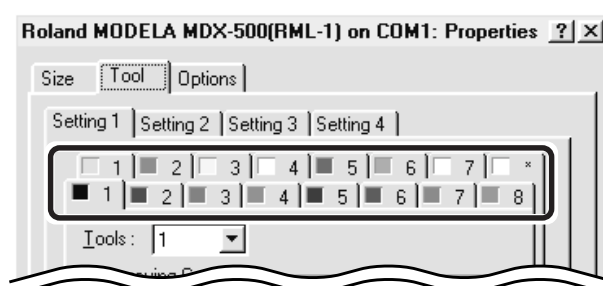 Roland MODELA MDX-500(RML-1) on COM1: Properties ? ×
Size Tool Options
Setting 1 Setting 2 Setting 3 Setting 4
1 2 3 4 5 6 7 *
1 2 3 4 5 6 7 8
Tools : 1